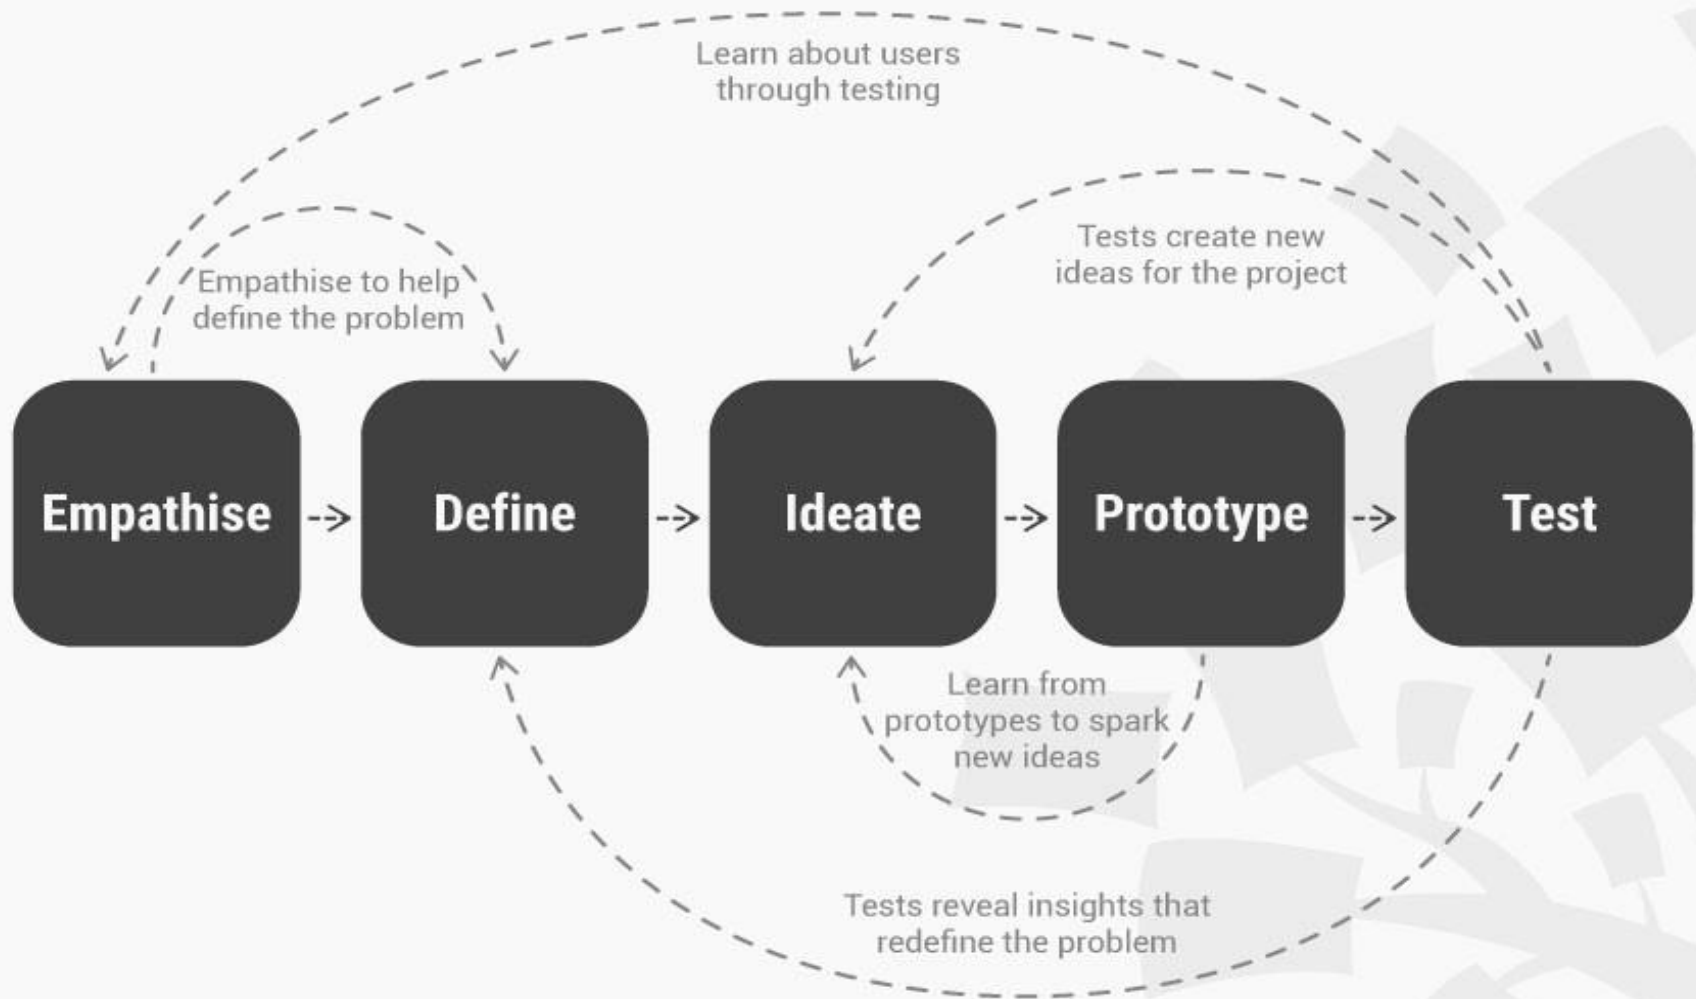 Learn about users
through testing
Tests create new
ideas for the project
Empathise to help
define the problem
Empathise
Define
Ideate
Prototype
Test
Learn from
prototypes to spark
new ideas
Tests reveal insights that
redefine the problem